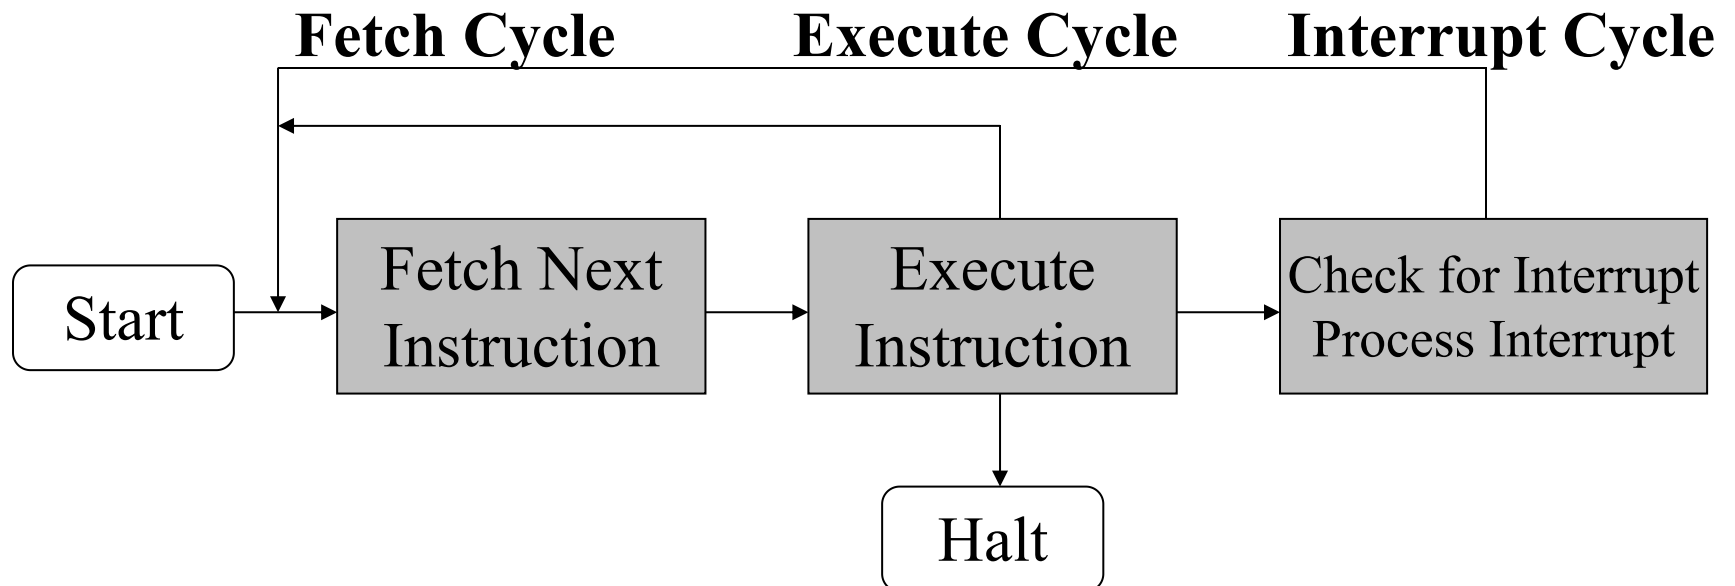 Fetch Cycle
Execute Cycle
Interrupt Cycle
Start
Fetch Next
Instruction
Execute
Instruction
Check for Interrupt
Process Interrupt
Halt